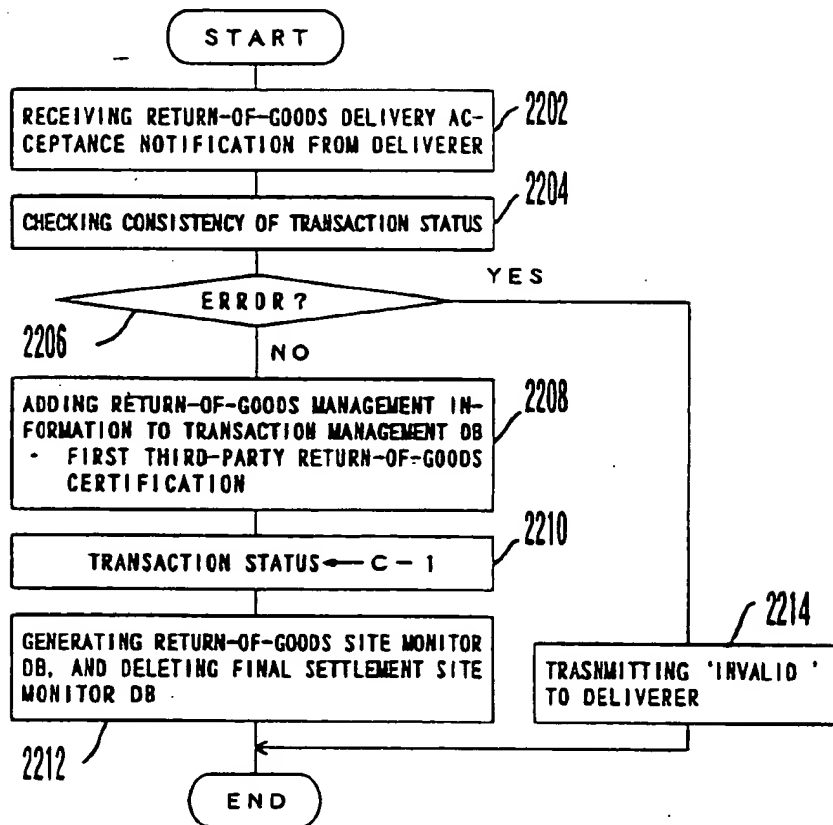 START
RECEIVING RETURN-OF-GOODS DELIVERY AC-
CEPTANCE NOTIFICATION FROM DELIVERER
2202
CHECKING CONSISTENCY OF TRANSACTION STATUS
2204
ERROR?
YES
2206
NO
ADDING RETURN-OF-GOODS MANAGEMENT IN-
FORMATION TO TRANSACTION MANAGEMENT DB
· FIRST THIRD-PARTY RETURN-OF-GOODS
CERTIFICATION
2208
TRANSACTION STATUS ← C - 1
2210
GENERATING RETURN-OF-GOODS SITE MONITOR
DB, AND DELETING FINAL SETTLEMENT SITE
MONITOR DB
2212
2214
TRASNMITTING 'INVALID '
TO DELIVERER
END